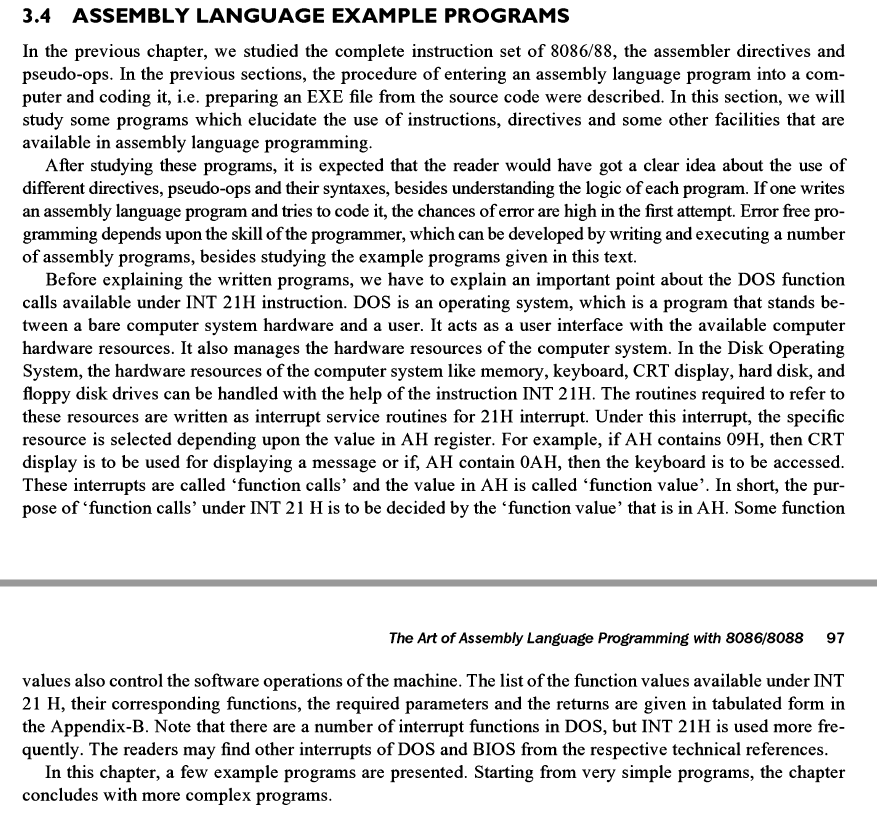 3.4 ASSEMBLY LANGUAGE EXAMPLE PROGRAMS
In the previous chapter, we studied the complete instruction set of 8086/88, the assembler directives and
pseudo-ops. In the previous sections, the procedure of entering an assembly language program into a com-
puter and coding it, i.e. preparing an EXE file from the source code were described. In this section, we will
study some programs which elucidate the use of instructions, directives and some other facilities that are
available in assembly language programming.
After studying these programs, it is expected that the reader would have got a clear idea about the use of
different directives, pseudo-ops and their syntaxes, besides understanding the logic of each program. If one writes
an assembly language program and tries to code it, the chances of error are high in the first attempt. Error free pro-
gramming depends upon the skill of the programmer, which can be developed by writing and executing a number
of assembly programs, besides studying the example programs given in this text.
Before explaining the written programs, we have to explain an important point about the DOS function
calls available under INT 21H instruction. DOS is an operating system, which is a program that stands be-
tween a bare computer system hardware and a user. It acts as a user interface with the available computer
hardware resources. It also manages the hardware resources of the computer system. In the Disk Operating
System, the hardware resources of the computer system like memory, keyboard, CRT display, hard disk, and
floppy disk drives can be handled with the help of the instruction INT 21H. The routines required to refer to
these resources are written as interrupt service routines for 21H interrupt. Under this interrupt, the specific
resource is selected depending upon the value in AH register. For example, if AH contains 09H, then CRT
display is to be used for displaying a message or if, AH contain 0AH, then the keyboard is to be accessed.
These interrupts are called ‘function calls’ and the value in AH is called ‘function value’. In short, the pur-
pose of ‘function calls’ under INT 21 H is to be decided by the ‘function value’ that is in AH. Some function
The Art of Assembly Language Programming with 8086/8088 97
values also control the software operations of the machine. The list of the function values available under INT
21 H, their corresponding functions, the required parameters and the returns are given in tabulated form in
the Appendix-B. Note that there are a number of interrupt functions in DOS, but INT 21H is used more fre-
quently. The readers may find other interrupts of DOS and BIOS from the respective technical references.
In this chapter, a few example programs are presented. Starting from very simple programs, the chapter
concludes with more complex programs.